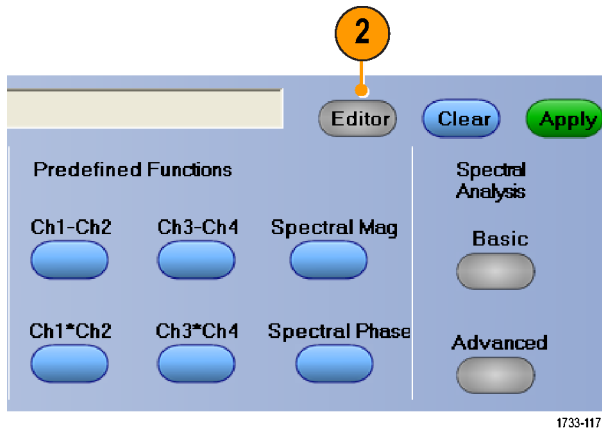 2
Editor Clear Apply
Predefined Functions
Spectral
Analysis
Ch1-Ch2 Ch3-Ch4 Spectral Mag
Basic
Ch1*Ch2 Ch3*Ch4 Spectral Phase
Advanced
1733-117